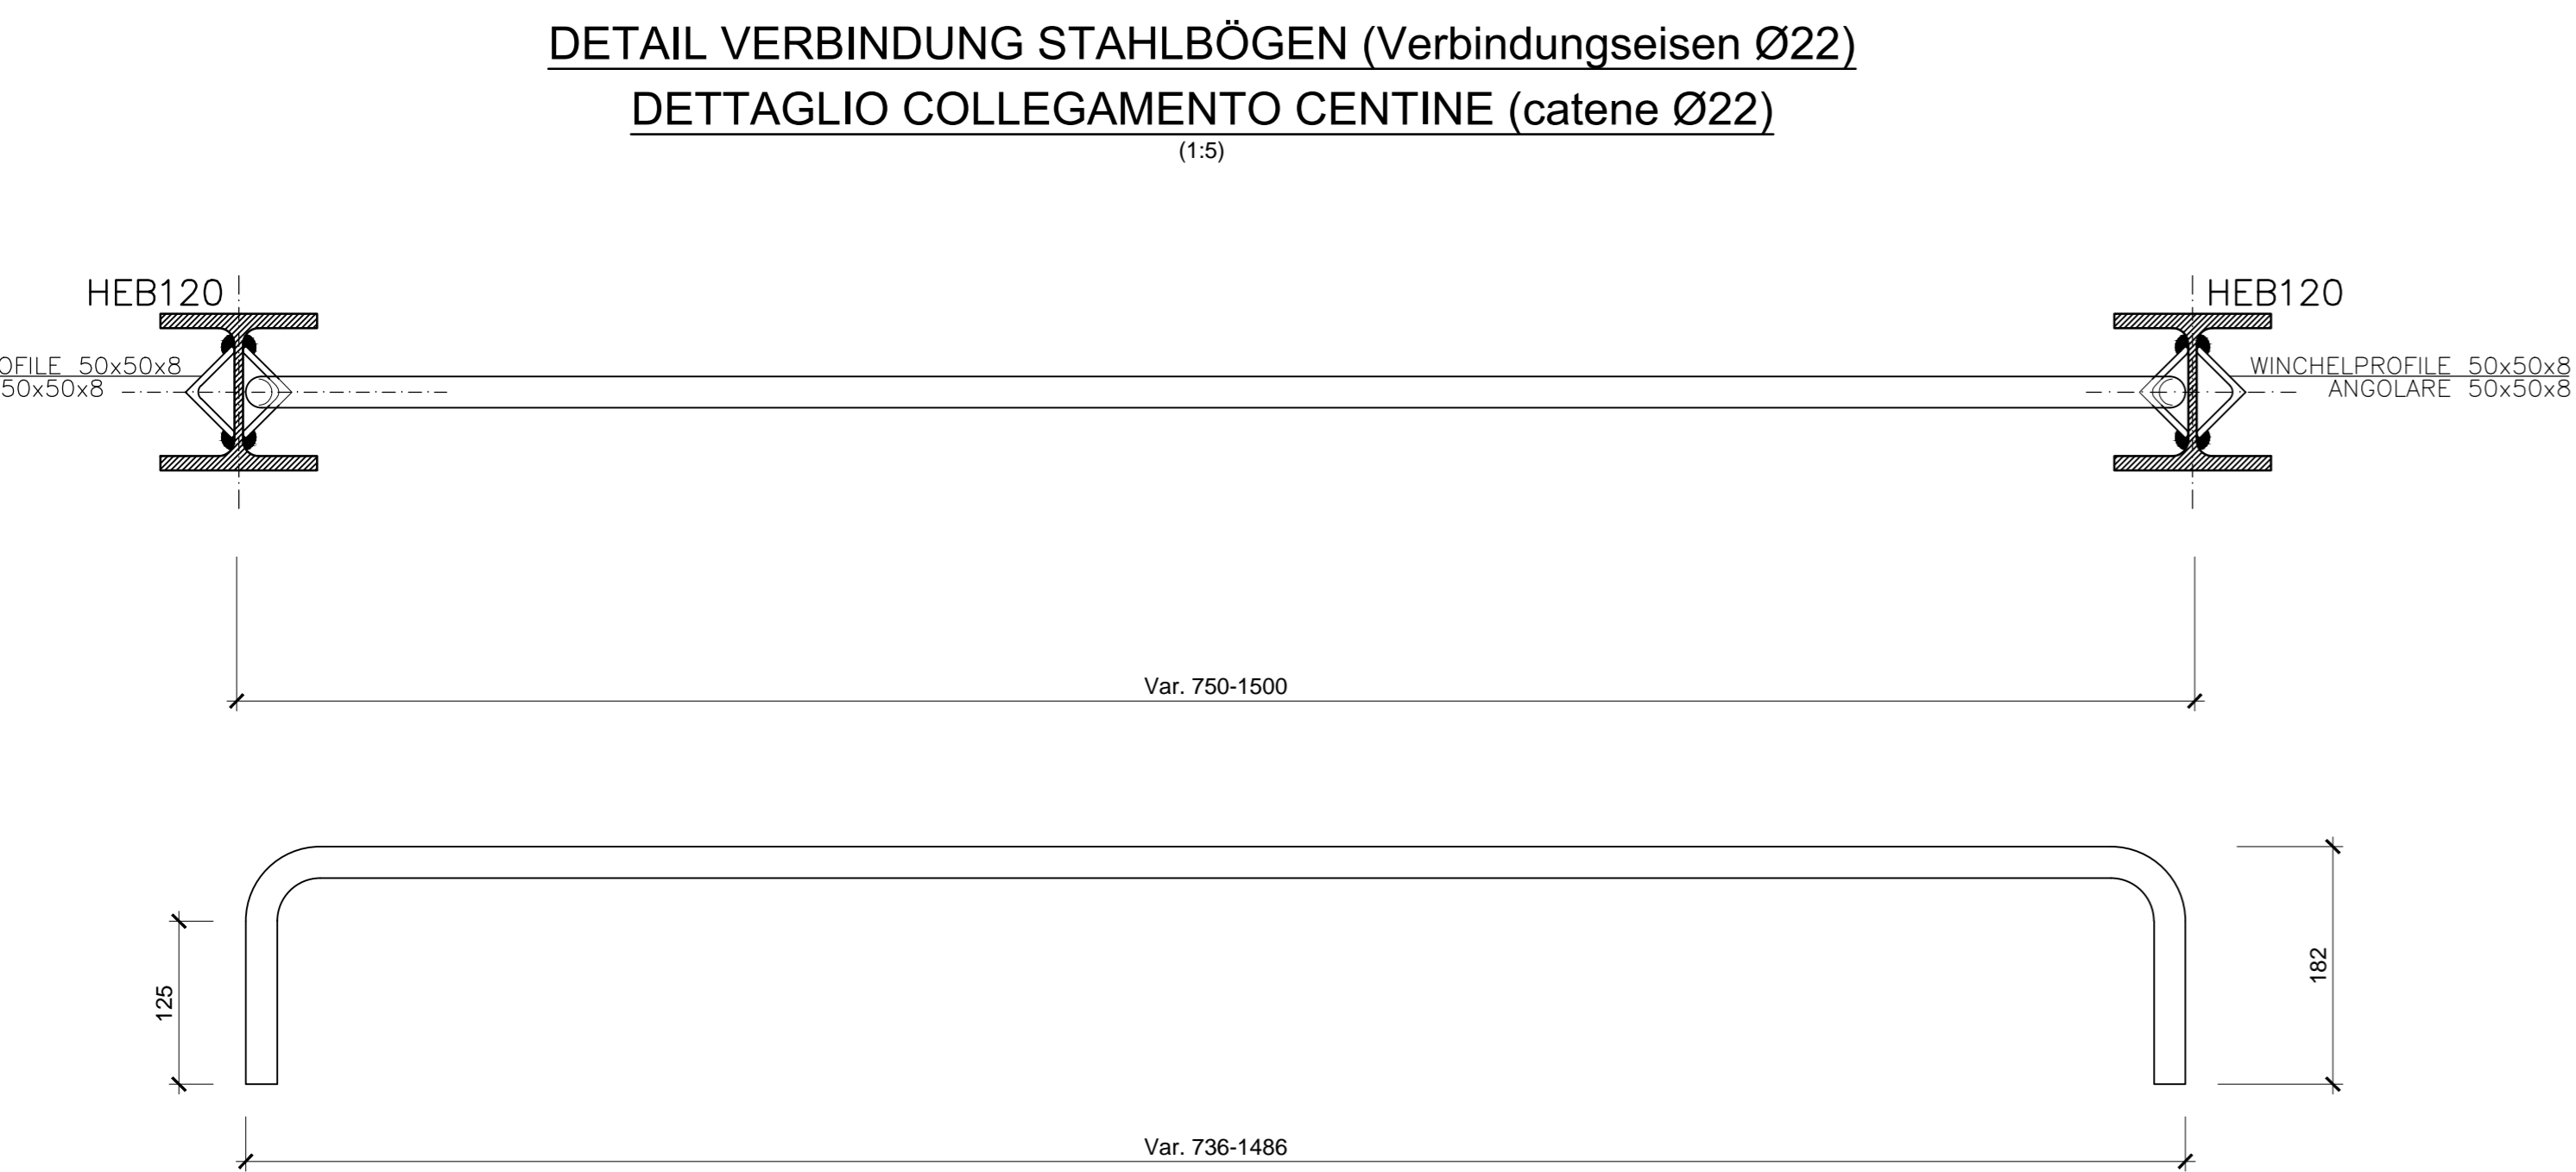 DETAIL VERBINDUNG STAHLBÖGEN (Verbindungseisen Ø22)
DETTAGLIO COLLEGAMENTO CENTINE (catene Ø22)
(1:5)
HEB120
HEB120
OFILE 50x50x8
50x50x8
WINCHELPROFILE 50x50x8
ANGOLARE 50x50x8
Var. 750-1500
125
182
Var. 736-1486